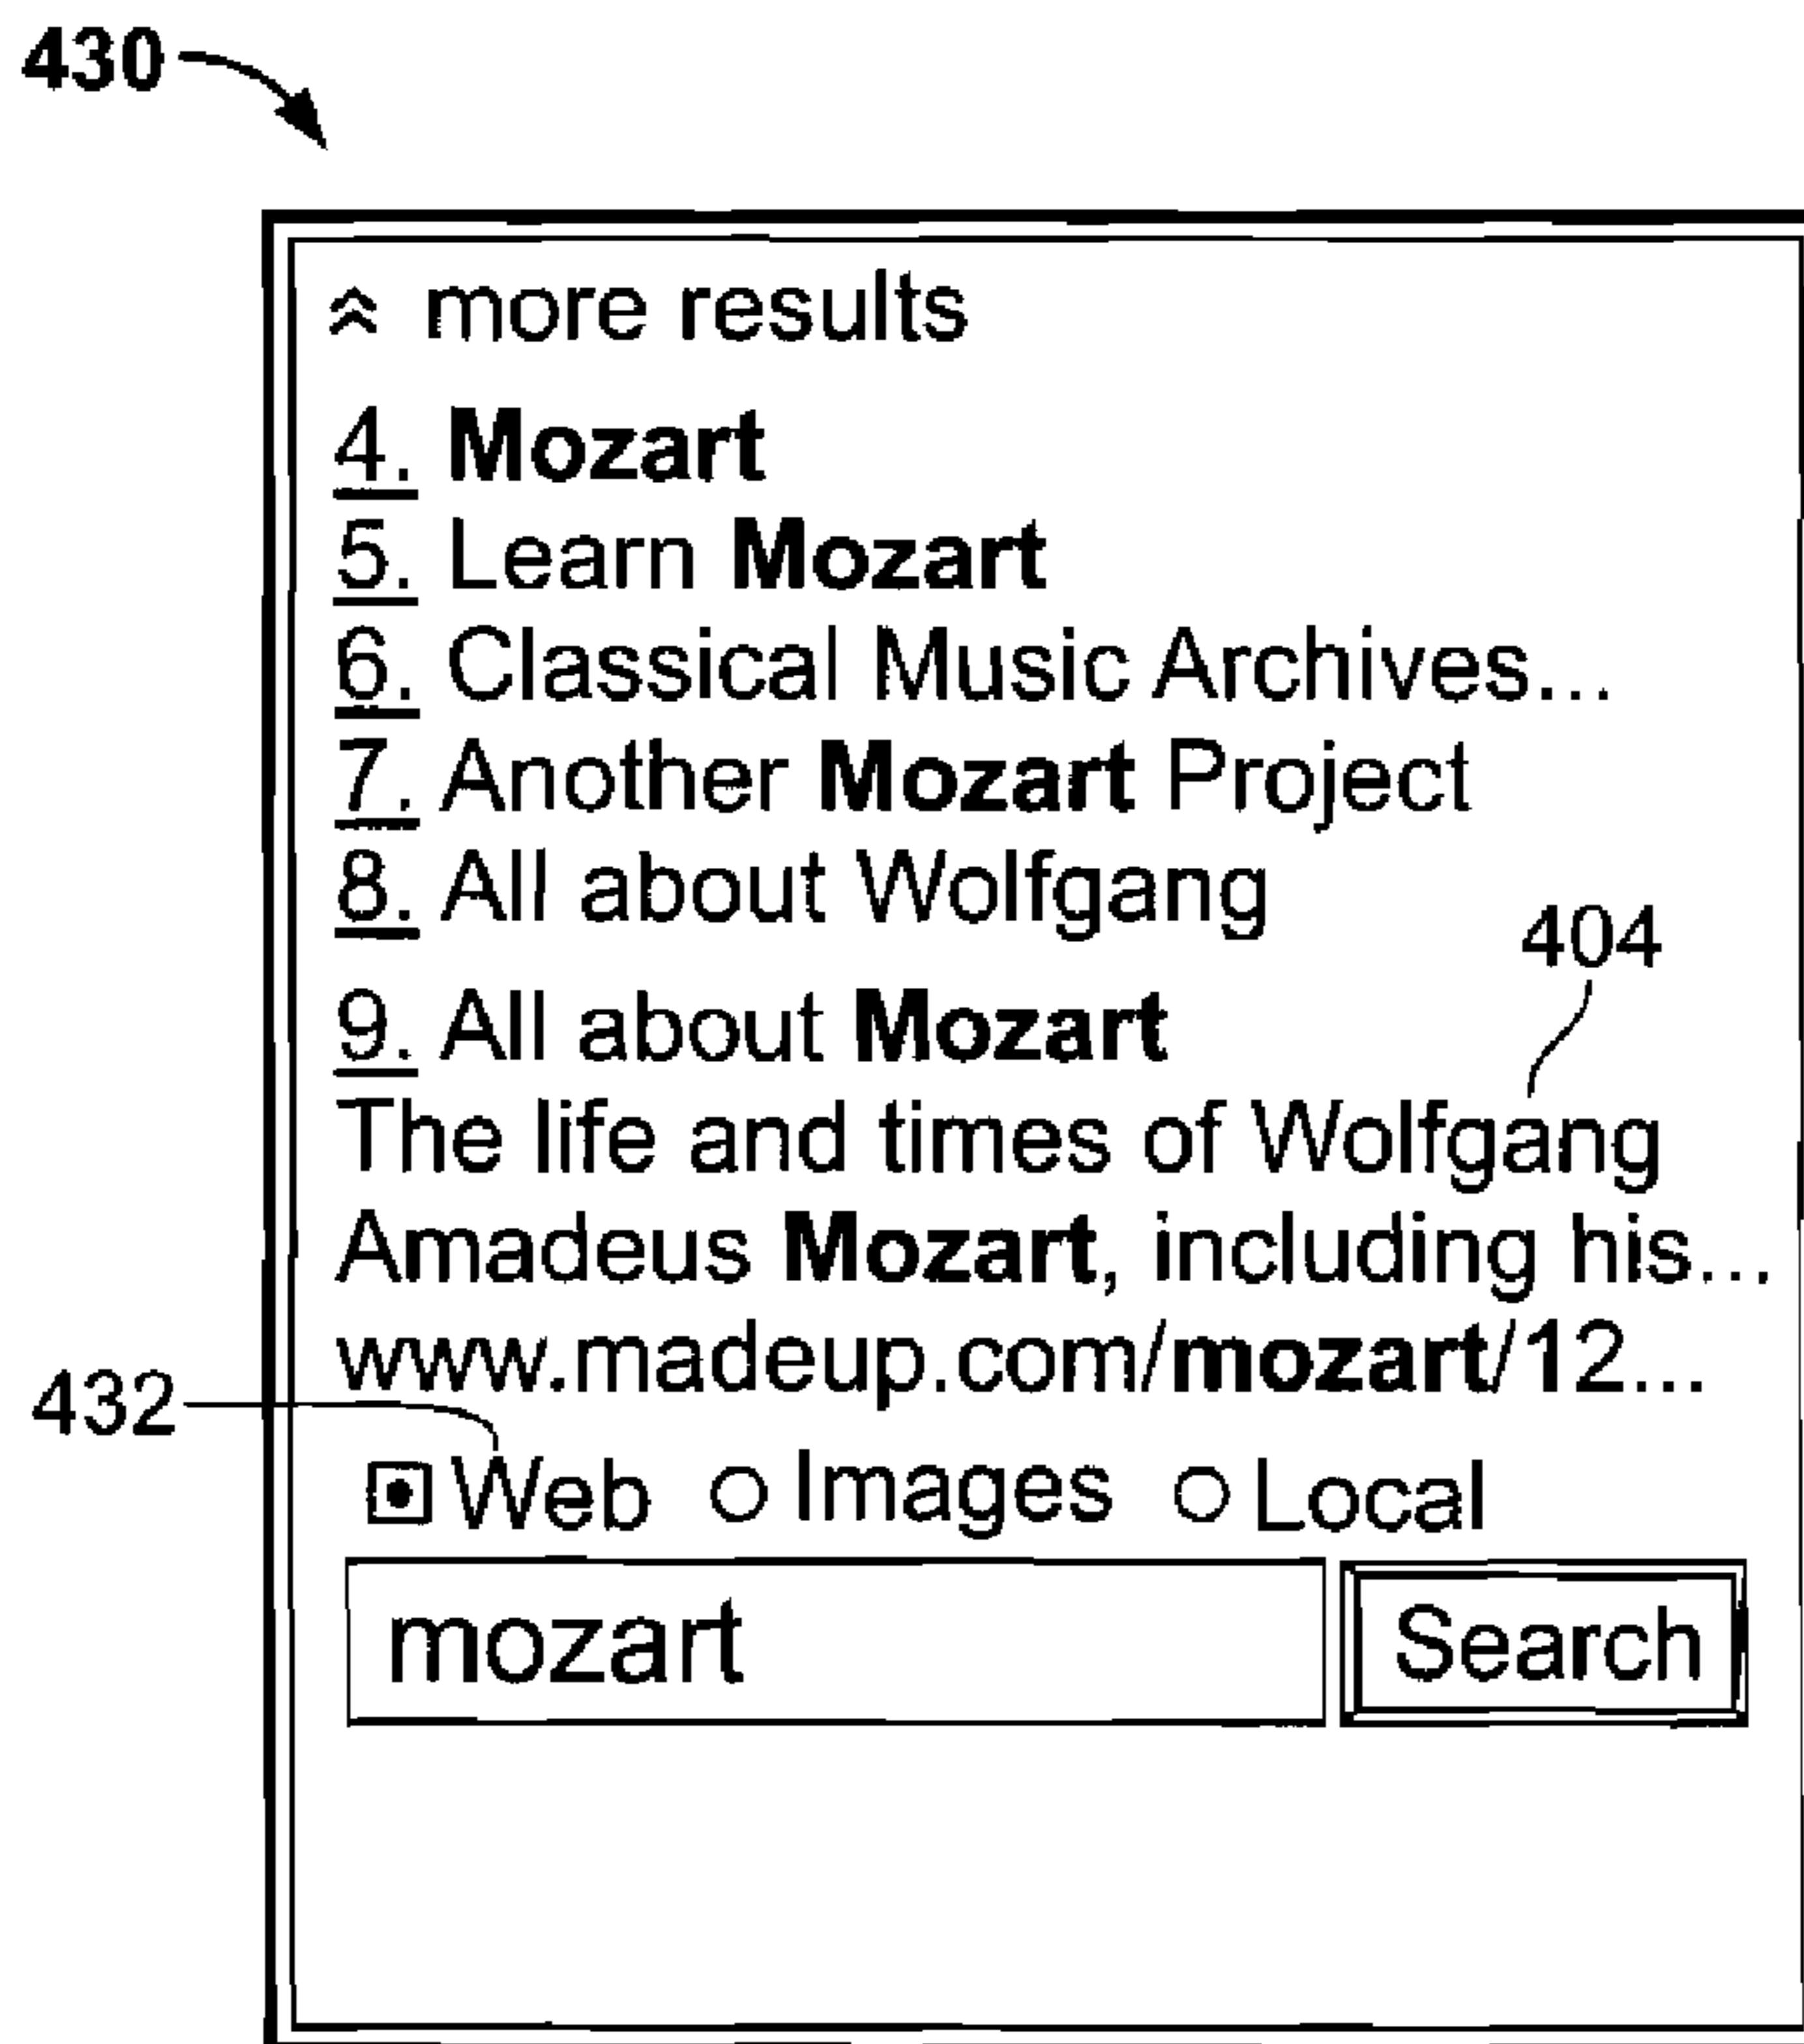 430
more results
4. Mozart
5. Learn Mozart
6. Classical Music Archives...
7. Another Mozart Project
8. All about Wolfgang
404
9. All about Mozart
The life and times of Wolfgang
Amadeus Mozart, including his...
www.madeup.com/mozart/12...
432
Web Images Local
mozart Search